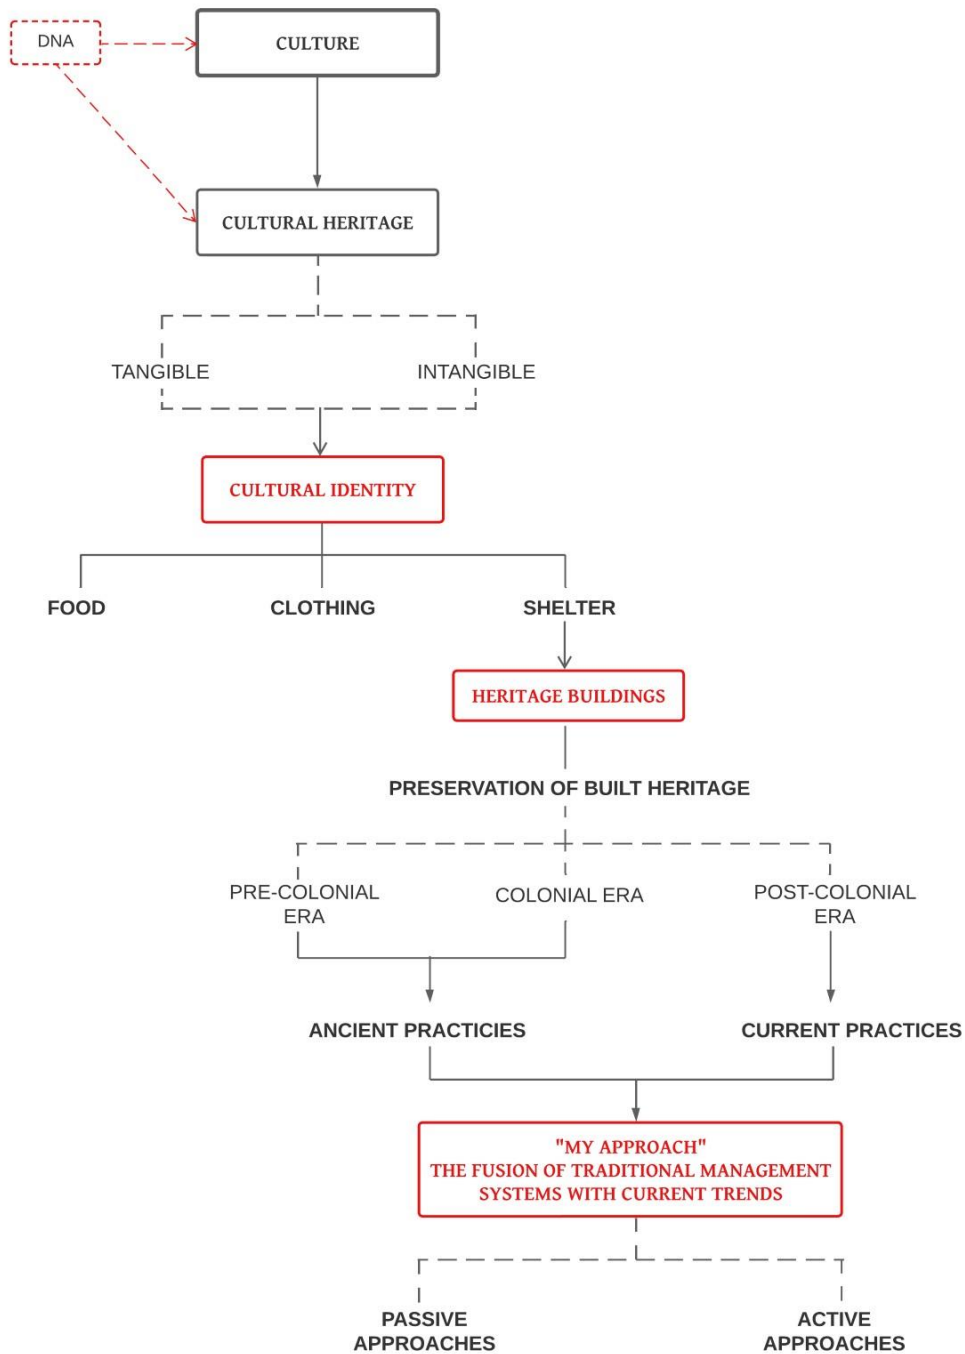 DNA
CULTURE
CULTURAL HERITAGE
TANGIBLE
INTANGIBLE
CULTURAL IDENTITY
FOOD
CLOTHING
SHELTER
HERITAGE BUILDINGS
PRESERVATION OF BUILT HERITAGE
PRE-COLONIAL
ERA
COLONIAL ERA
POST-COLONIAL
ERA
ANCIENT PRACTICIES
CURRENT PRACTICES
"MY APPROACH"
THE FUSION OF TRADITIONAL MANAGEMENT
SYSTEMS WITH CURRENT TRENDS
PASSIVE
APPROACHES
ACTIVE
APPROACHES